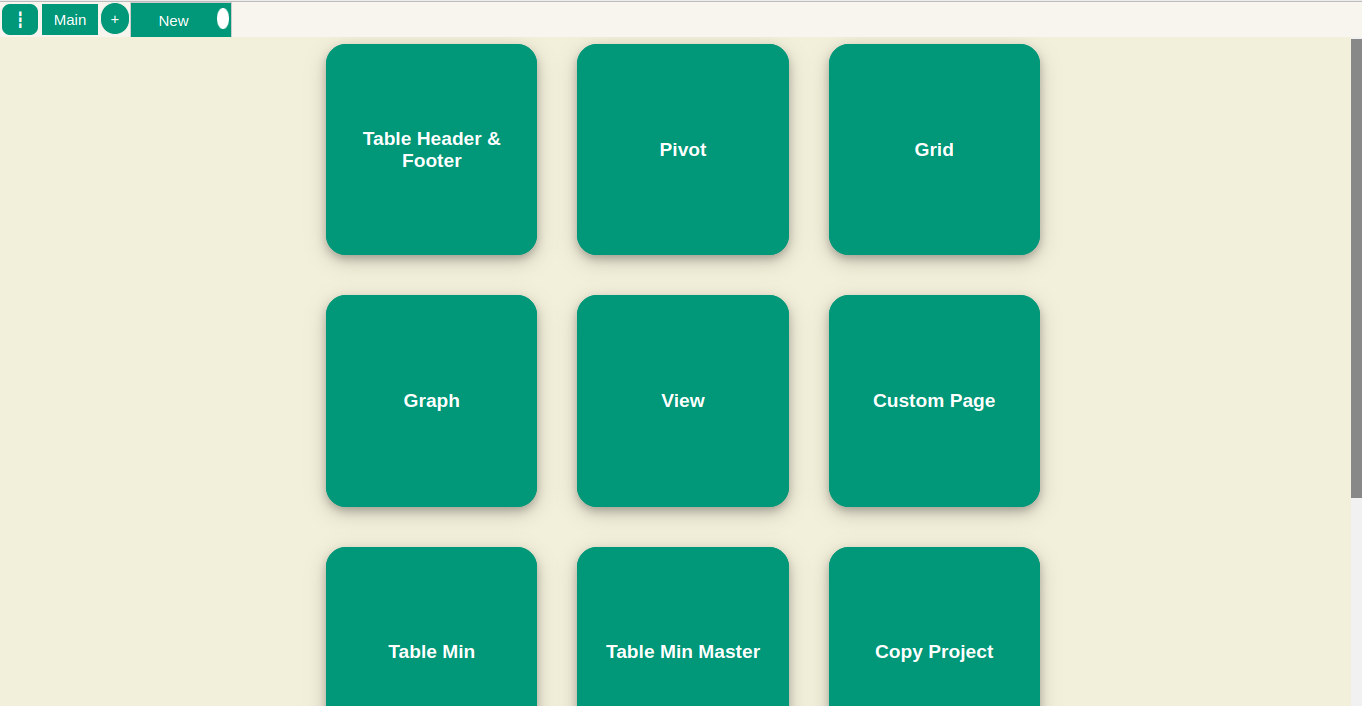 Main
+
New
Table Header &
Footer
Pivot
Grid
Graph
View
Custom Page
Table Min
Table Min Master
Copy Project